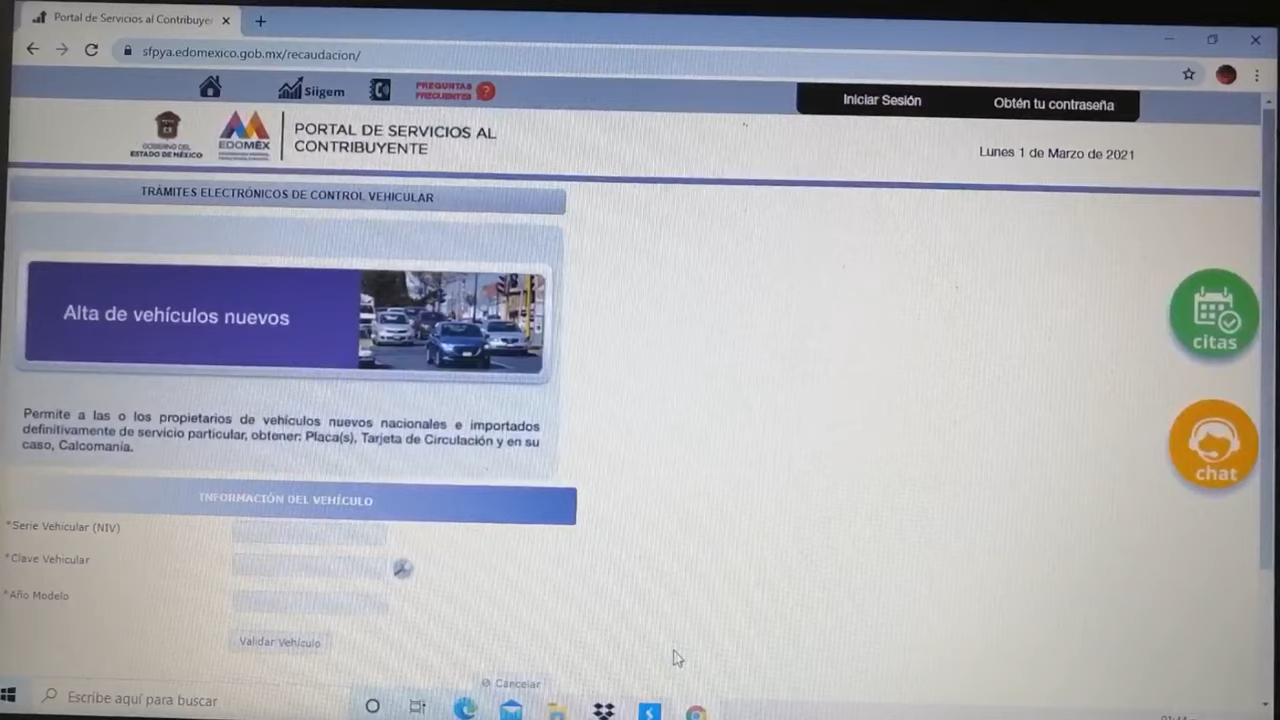 Portal de Servicios al Contribuye
sfpya.edomexico.gob.mx/recaudacion/
Siigem
PREGUNTAS
FRECUENTES ?
Iniciar Sesión
Obtén tu contraseña
GOBIERNO DEL
ESTADO DE MÉXICO
EDOMÉX
PORTAL DE SERVICIOS AL
CONTRIBUYENTE
Lunes 1 de Marzo de 2021
TRÁMITES ELECTRÓNICOS DE CONTROL VEHICULAR
Alta de vehículos nuevos
citas
Permite a las o los propietarios de vehículos nuevos nacionales e importados
definitivamente de servicio particular, obtener: Placa(s), Tarjeta de Circulación y en su
caso, Calcomanía.
chat
INFORMACIÓN DEL VEHÍCULO
*Serie Vehicular (NIV)
*Clave Vehicular
*Año Modelo
Validar Vehículo
Cancelar
Escribe aquí para buscar